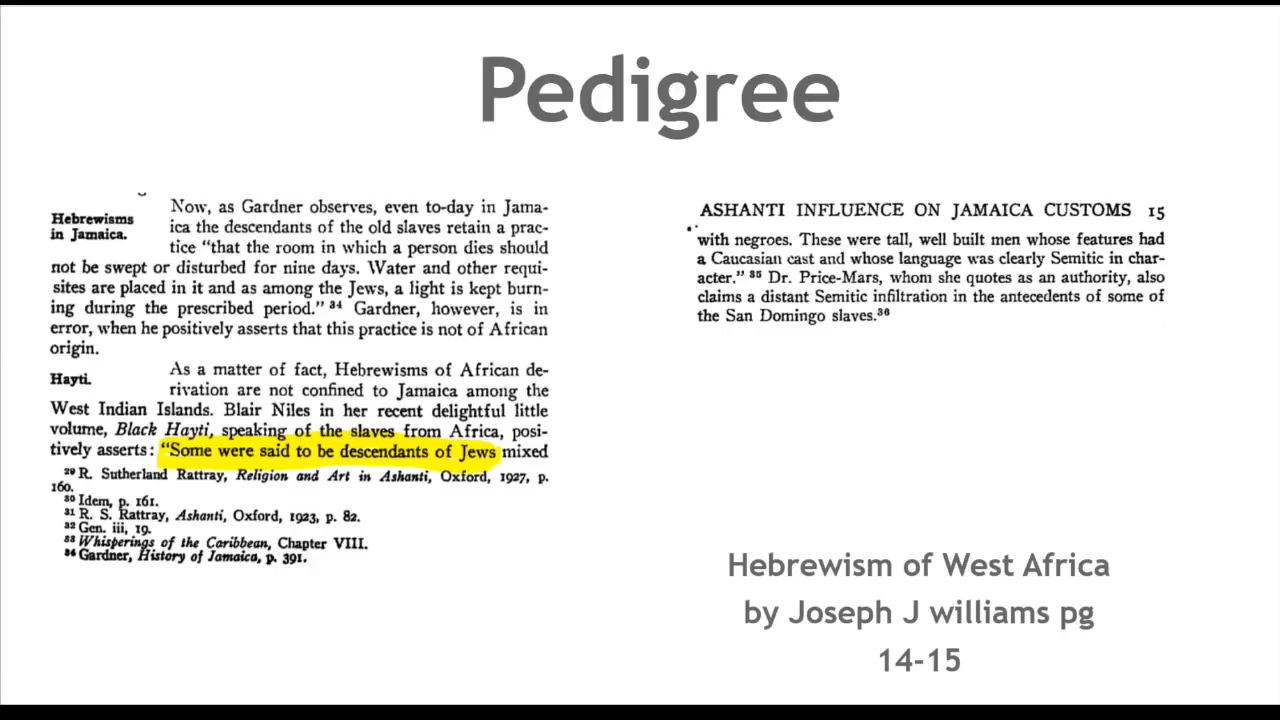 Pedigree
Hebrewisms
in Jamaica.
Now, as Gardner observes, even to-day in Jama-
ica the descendants of the old slaves retain a prac-
tice "that the room in which a person dies should
not be swept or disturbed for nine days. Water and other requi-
sites are placed in it and as among the Jews, a light is kept burn-
ing during the prescribed period." 34 Gardner, however, is in
error, when he positively asserts that this practice is not of African
origin.
Hayti.
As a matter of fact, Hebrewisms of African de-
rivation are not confined to Jamaica among the
West Indian Islands. Blair Niles in her recent delightful little
volume, Black Hayti, speaking of the slaves from Africa, posi-
tively asserts: "Some were said to be descendants of Jews mixed
29 R. Sutherland Rattray, Religion and Art in Ashanti, Oxford, 1927, p.
160.
30 Idem, p. 161.
31 R. S. Rattray, Ashanti, Oxford, 1923, p. 82.
32 Gen. iii, 19.
33 Whisperings of the Caribbean, Chapter VIII.
34 Gardner, History of Jamaica, p. 391.
ASHANTI INFLUENCE ON JAMAICA CUSTOMS 15
with negroes. These were tall, well built men whose features had
a Caucasian cast and whose language was clearly Semitic in char-
acter." 35 Dr. Price-Mars, whom she quotes as an authority, also
claims a distant Semitic infiltration in the antecedents of some of
the San Domingo slaves.36
Hebrewism of West Africa
by Joseph J williams pg
14-15